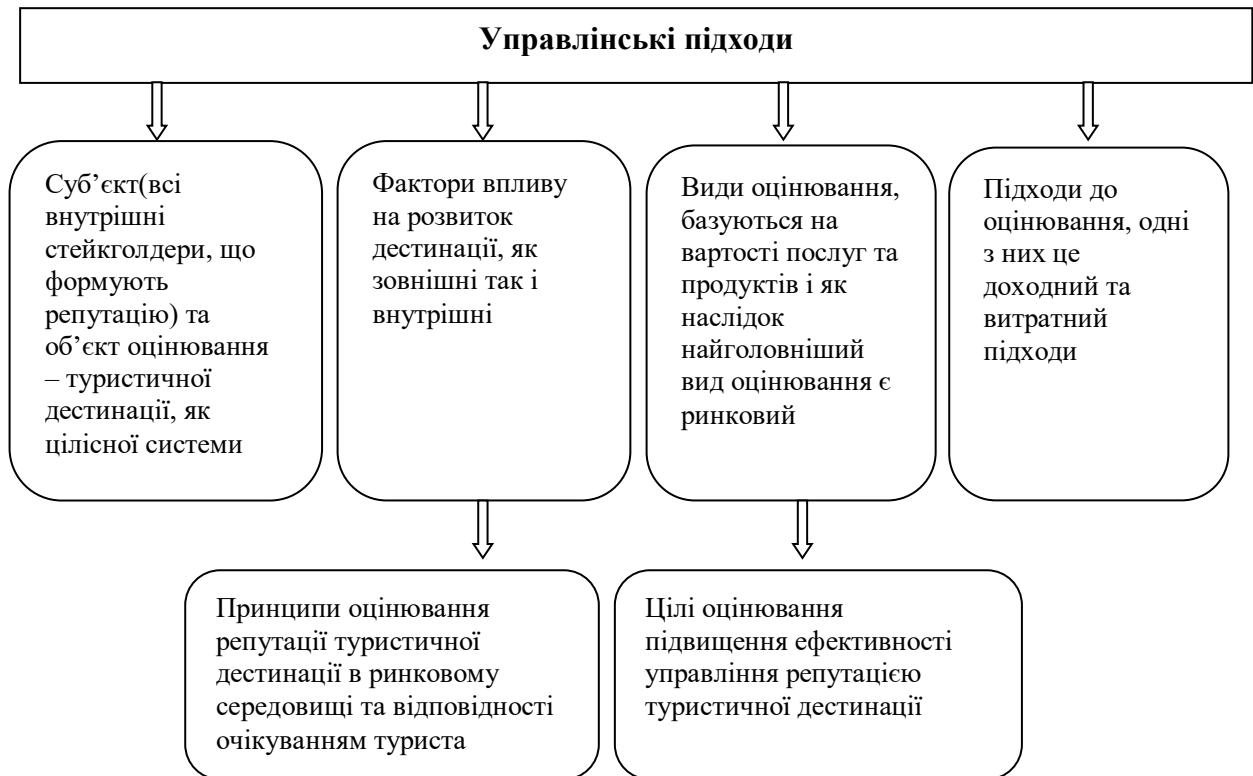 Управлінські підходи
Суб’єкт(всі
внутрішні
стейкголдери, що
формують
репутацію) та
об’єкт оцінювання
– туристичної
дестинації, як
цілісної системи
Фактори впливу
на розвиток
дестинації, як
зовнішні так і
внутрішні
Види оцінювання,
базуються на
вартості послуг та
продуктів і як
наслідок
найголовніший
вид оцінювання є
ринковий
Підходи до
оцінювання, одні
з них це
доходний та
витратний
підходи
Принципи оцінювання
репутації туристичної
дестинації в ринковому
середовищі та відповідності
очікуванням туриста
Цілі оцінювання
підвищення ефективності
управління репутацією
туристичної дестинації